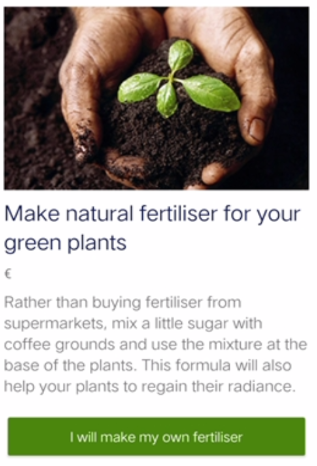 Make natural fertiliser for your
green plants
€
Rather than buying fertiliser from
supermarkets, mix a little sugar with
coffee grounds and use the mixture at the
base of the plants. This formula will also
help your plants to regain their radiance.
I will make my own fertiliser